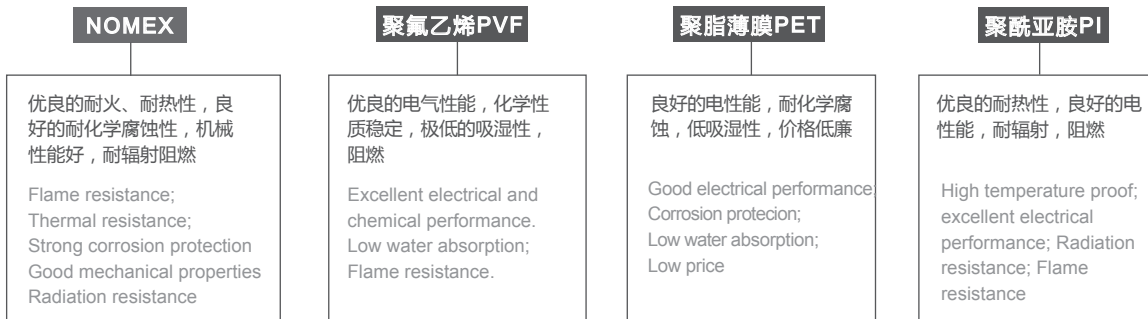 NOMEX
优良的耐火、耐热性，良
好的耐化学腐蚀性，机械
性能好，耐辐射阻燃
Flame resistance;
Thermal resistance;
Strong corrosion protection
Good mechanical properties
Radiation resistance
聚氟乙烯PVF
优良的电气性能，化学性
质稳定，极低的吸湿性，
阻燃
Excellent electrical and
chemical performance.
Low water absorption;
Flame resistance.
聚脂薄膜PET
良好的电性能，耐化学腐
蚀，低吸湿性，价格低廉
Good electrical performance;
Corrosion protecion;
Low water absorption;
Low price
聚酰亚胺PI
优良的耐热性，良好的电
性能，耐辐射，阻燃
High temperature proof;
excellent electrical
performance; Radiation
resistance; Flame
resistance